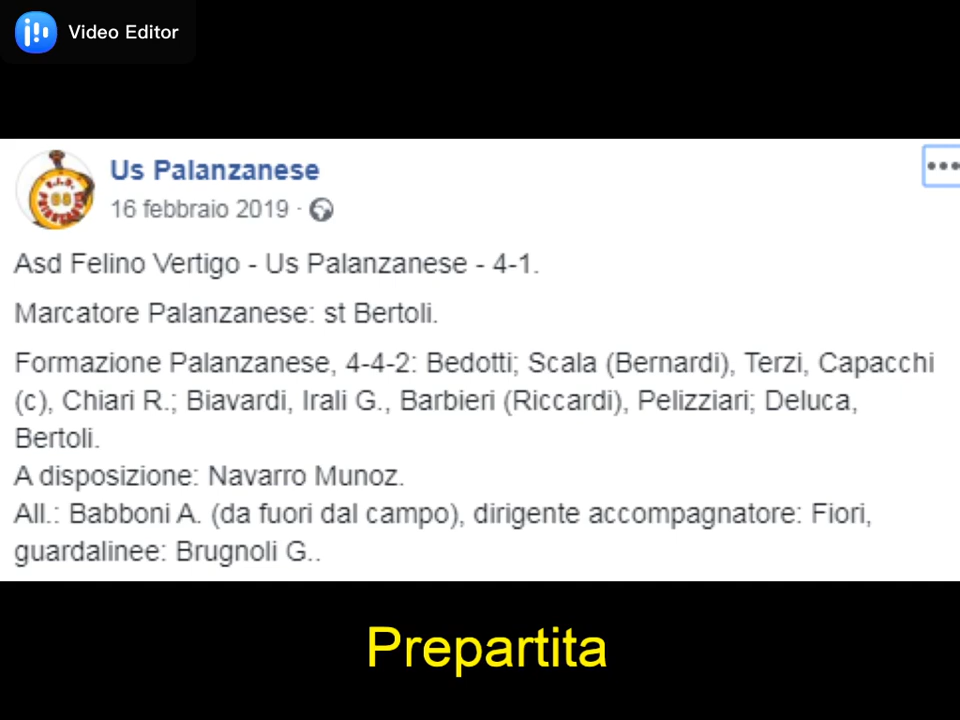 Video Editor
Us Palanzanese
16 febbraio 2019 ·
Asd Felino Vertigo - Us Palanzanese - 4-1.
Marcatore Palanzanese: st Bertoli.
Formazione Palanzanese, 4-4-2: Bedotti; Scala (Bernardi), Terzi, Capacchi
(c), Chiari R.; Biavardi, Irali G., Barbieri (Riccardi), Pelizziari; Deluca,
Bertoli.
A disposizione: Navarro Munoz.
All.: Babboni A. (da fuori dal campo), dirigente accompagnatore: Fiori,
guardalinee: Brugnoli G..
Prepartita